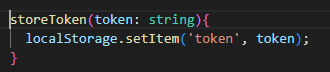 storeToken(token: string){
localStorage.setItem('token', token);
}